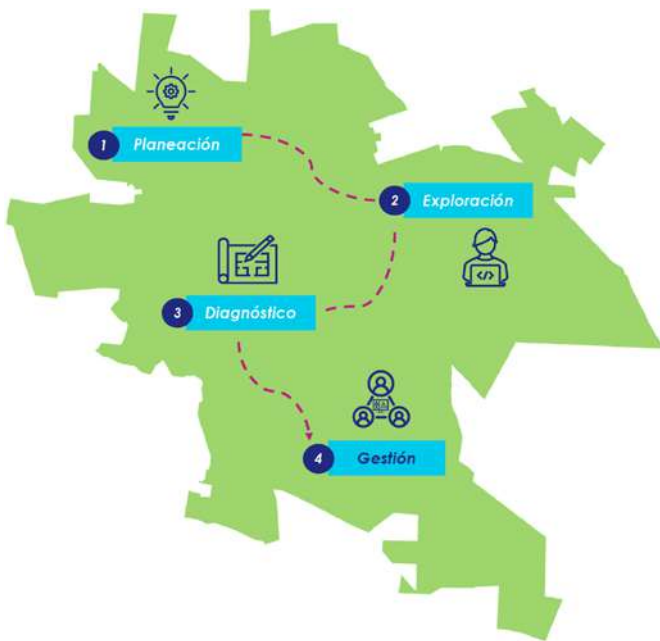 1 Planeación
2 Exploración
</>
3 Diagnóstico
4 Gestión